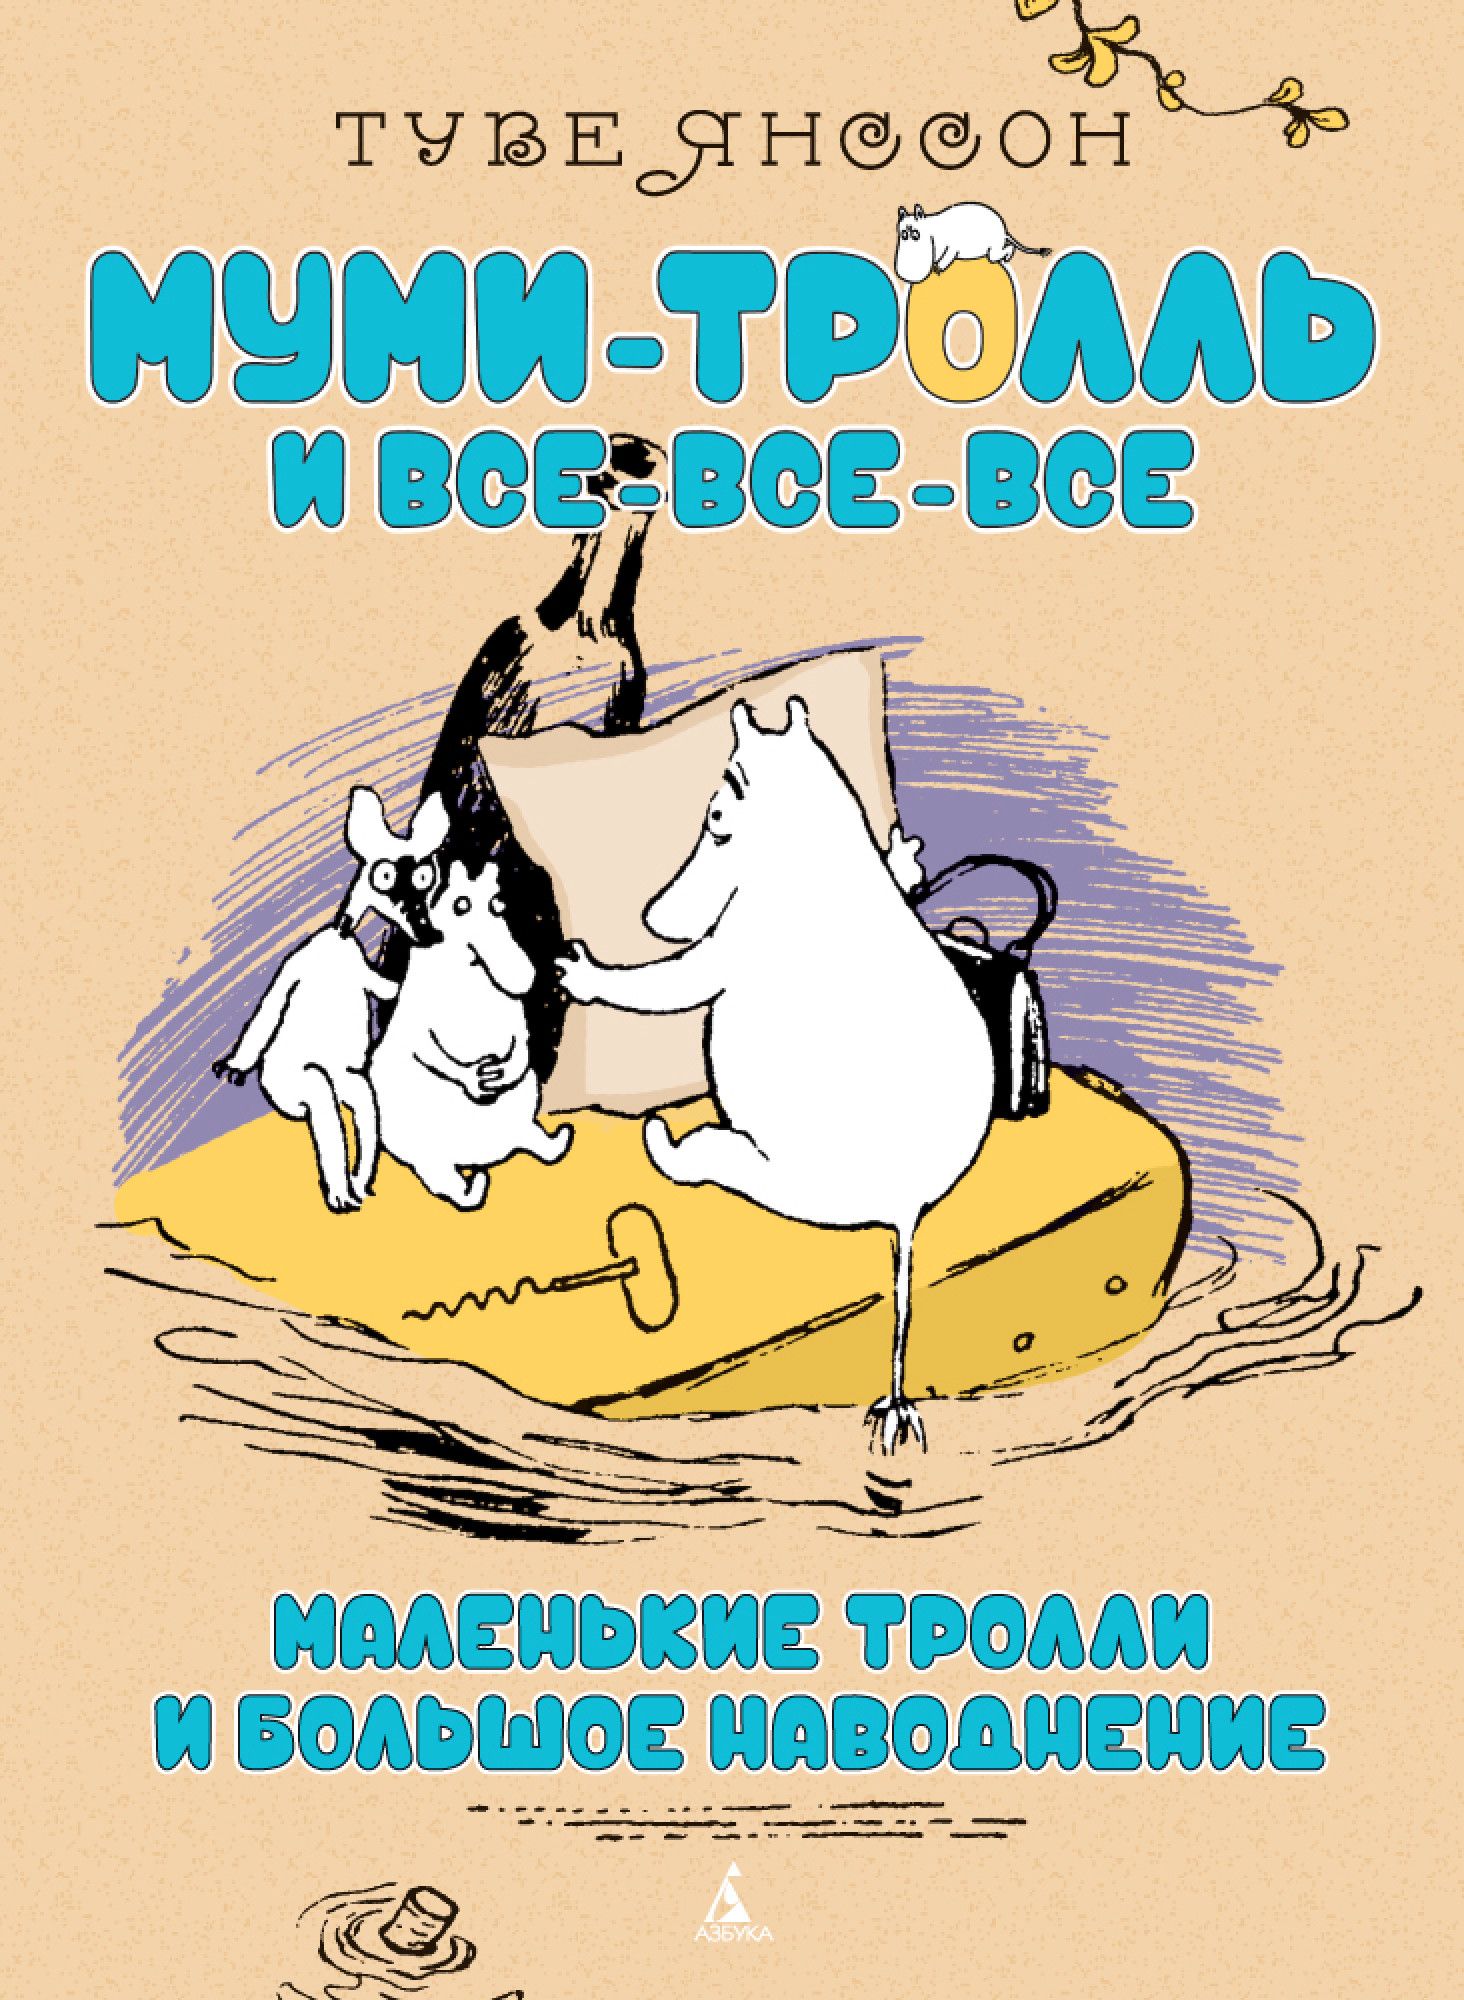 ТУВЕ ЯНССОН
МУМИ-ТРОЛЛЬ
И ВСЕ-ВСЕ-ВСЕ
МАЛЕНЬКИЕ ТРОЛЛИ
И БОЛЬШОЕ НАВОДНЕНИЕ
АЗБУКА